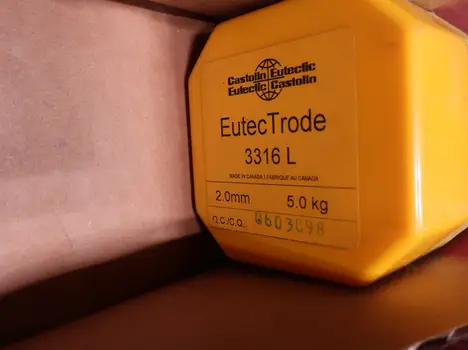 Castolin Eutectic
Eutectic Castolin
EutecTrode
3316 L
MADE IN CANADA / FABRIQUE AU CANADA
2.0mm 5.0 kg
Q.C./C.Q.